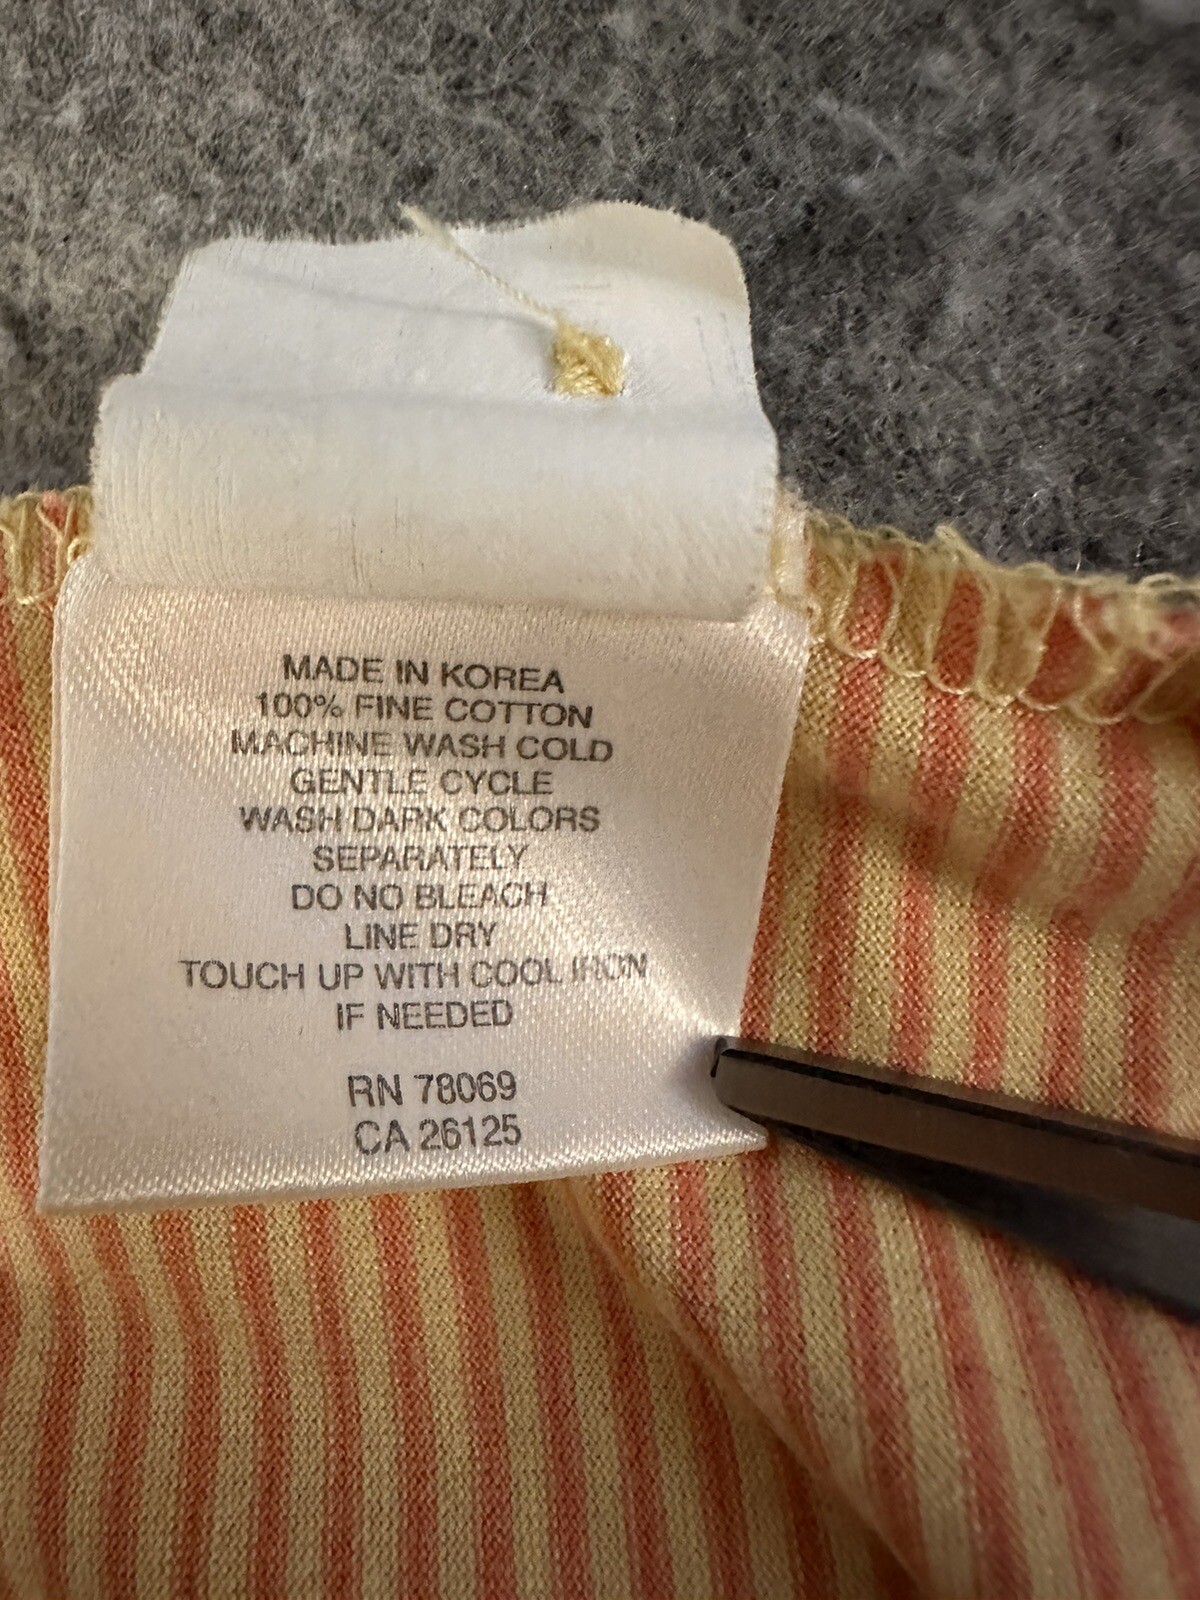 MADE IN KOREA
100% FINE COTTON
MACHINE WASH COLD
GENTLE CYCLE
WASH DARK COLORS
SEPARATELY
DO NO BLEACH
LINE DRY
TOUCH UP WITH COOL IRON
IF NEEDED
RN 78069
CA 26125